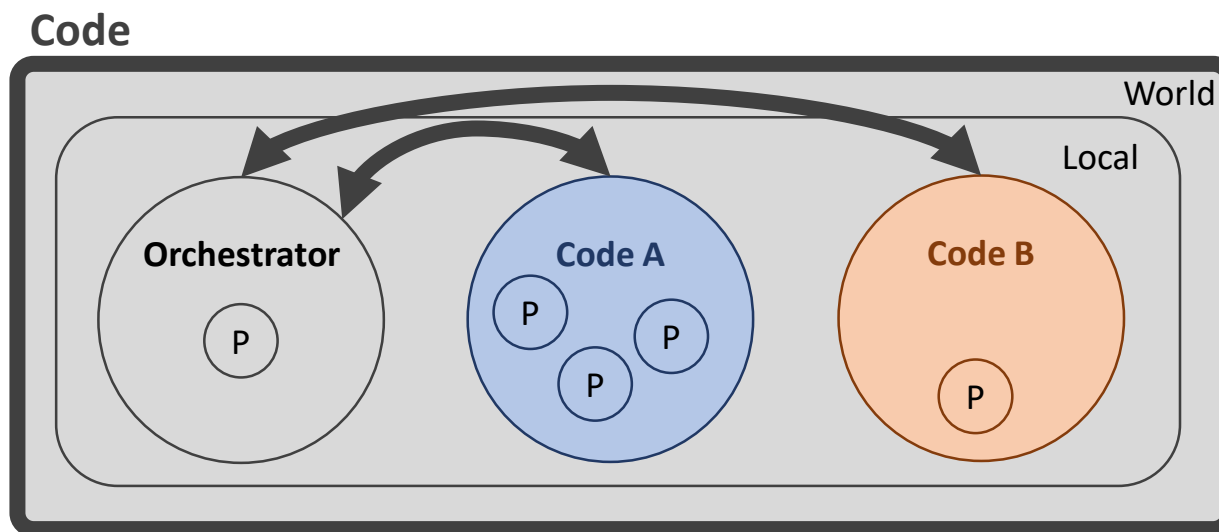 Code
World
Local
Orchestrator
Code A
Code B
P
P
P
P
P